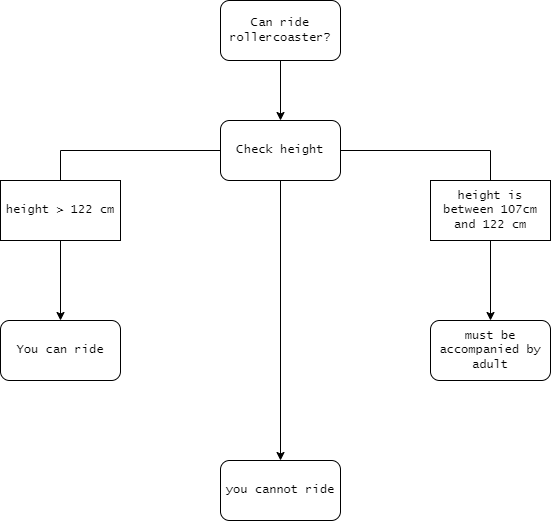 Can ride
rollercoaster?
Check height
height > 122 cm
height is
between 107cm
and 122 cm
You can ride
must be
accompanied by
adult
you cannot ride